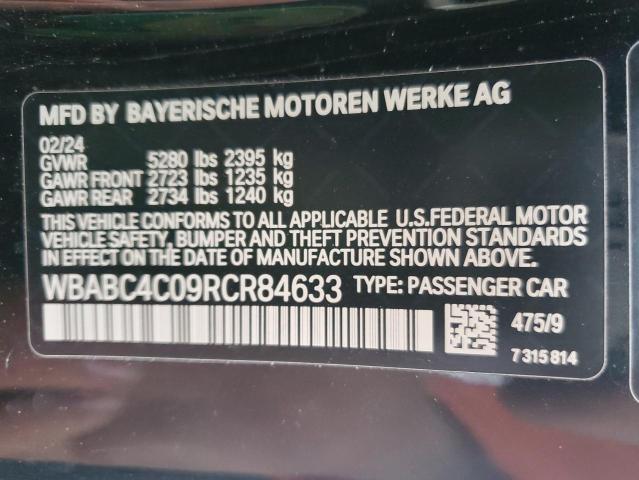 MFD BY BAYERISCHE MOTOREN WERKE AG
02/24
GVWR 5280 lbs 2395 kg
GAWR FRONT 2723 lbs 1235 kg
GAWR REAR 2734 lbs 1240 kg
THIS VEHICLE CONFORMS TO ALL APPLICABLE U.S.FEDERAL MOTOR
VEHICLE SAFETY, BUMPER AND THEFT PREVENTION STANDARDS
IN EFFECT ON THE DATE OF MANUFACTURE SHOWN ABOVE.
WBABC4C09RCR84633 TYPE: PASSENGER CAR
475/9
7 315 814